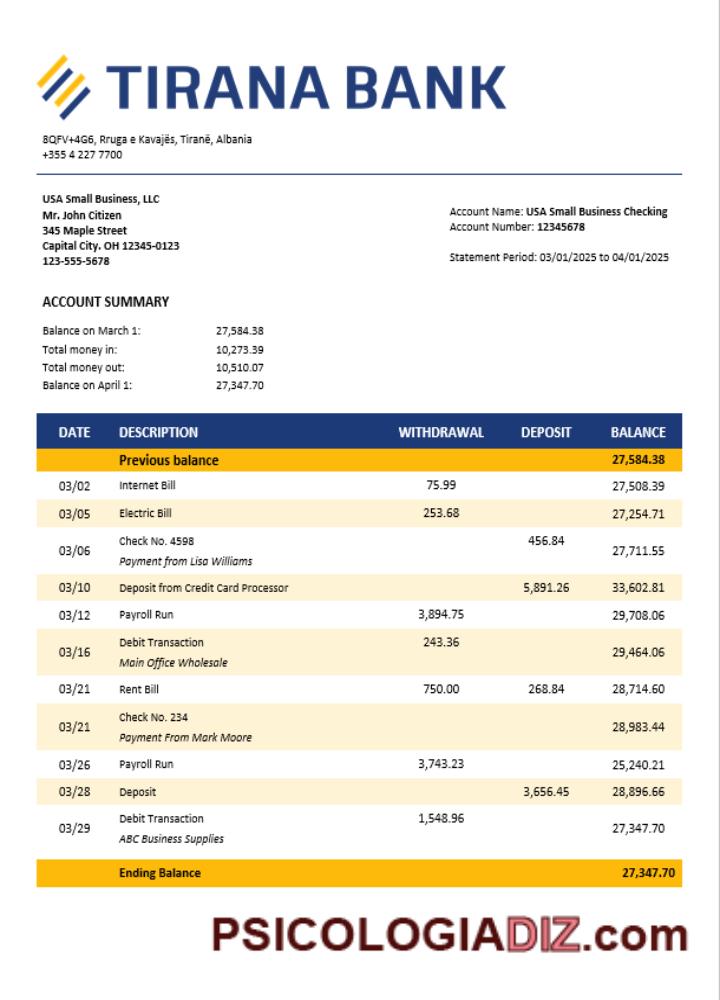 TIRANA BANK
8QFV+4G6, Rruga e Kavajës, Tiranë, Albania
+355 4 227 7700
USA Small Business, LLC
Mr. John Citizen
345 Maple Street
Capital City. OH 12345-0123
123-555-5678
Account Name: USA Small Business Checking
Account Number: 12345678
Statement Period: 03/01/2025 to 04/01/2025
ACCOUNT SUMMARY
Balance on March 1: 27,584.38
Total money in: 10,273.39
Total money out: 10,510.07
Balance on April 1: 27,347.70
DATE DESCRIPTION WITHDRAWAL DEPOSIT BALANCE
Previous balance 27,584.38
03/02 Internet Bill 75.99 27,508.39
03/05 Electric Bill 253.68 27,254.71
03/06 Check No. 4598 456.84 27,711.55
Payment from Lisa Williams
03/10 Deposit from Credit Card Processor 5,891.26 33,602.81
03/12 Payroll Run 3,894.75 29,708.06
03/16 Debit Transaction 243.36 29,464.06
Main Office Wholesale
03/21 Rent Bill 750.00 268.84 28,714.60
03/21 Check No. 234 28,983.44
Payment From Mark Moore
03/26 Payroll Run 3,743.23 25,240.21
03/28 Deposit 3,656.45 28,896.66
03/29 Debit Transaction 1,548.96 27,347.70
ABC Business Supplies
Ending Balance 27,347.70
PSICOLOGIADIZ.com